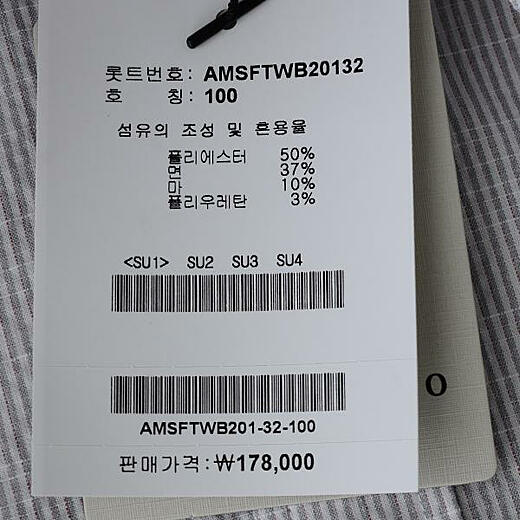 롯트번호: AMSFTWB20132
호 칭: 100
섬유의 조성 및 혼용율
폴리에스터 50%
면 37%
마 10%
폴리우레탄 3%
<SU1> SU2 SU3 SU4
AMSFTWB201-32-100
판매가격:₩178,000
O